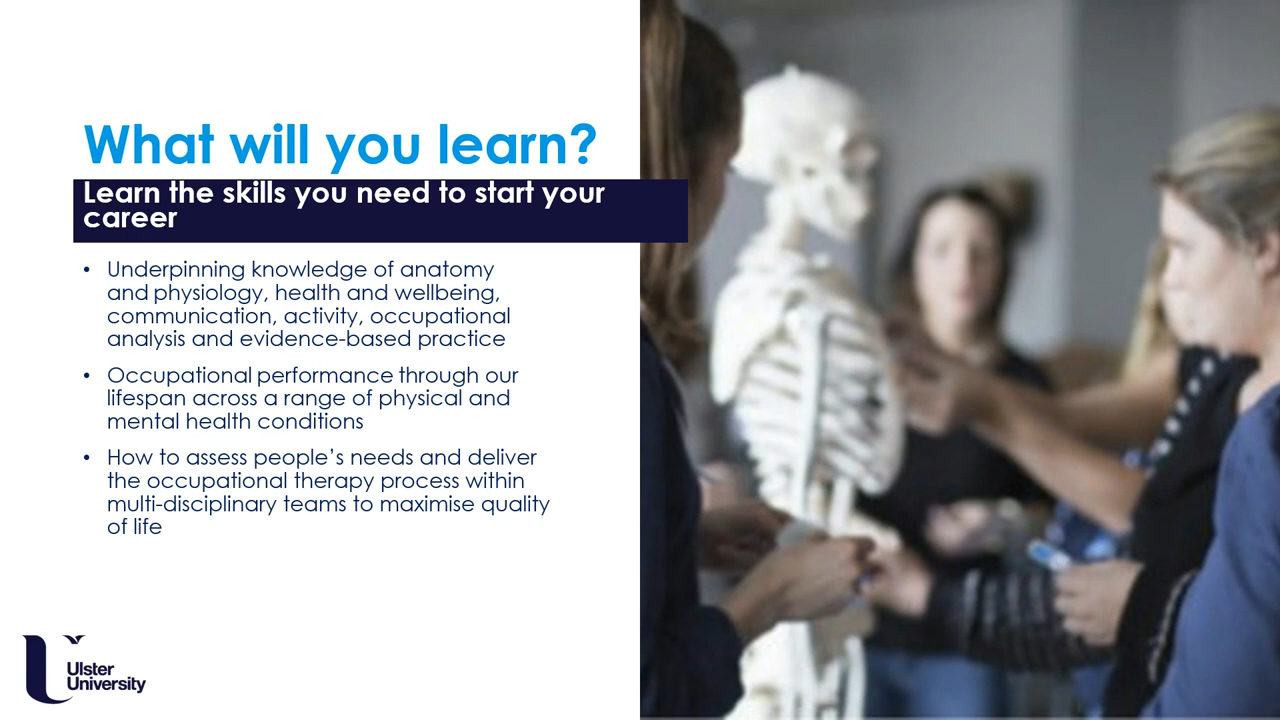 What will you learn?
Learn the skills you need to start your
career
• Underpinning knowledge of anatomy
and physiology, health and wellbeing,
communication, activity, occupational
analysis and evidence-based practice
• Occupational performance through our
lifespan across a range of physical and
mental health conditions
• How to assess people’s needs and deliver
the occupational therapy process within
multi-disciplinary teams to maximise quality
of life
Ulster
University